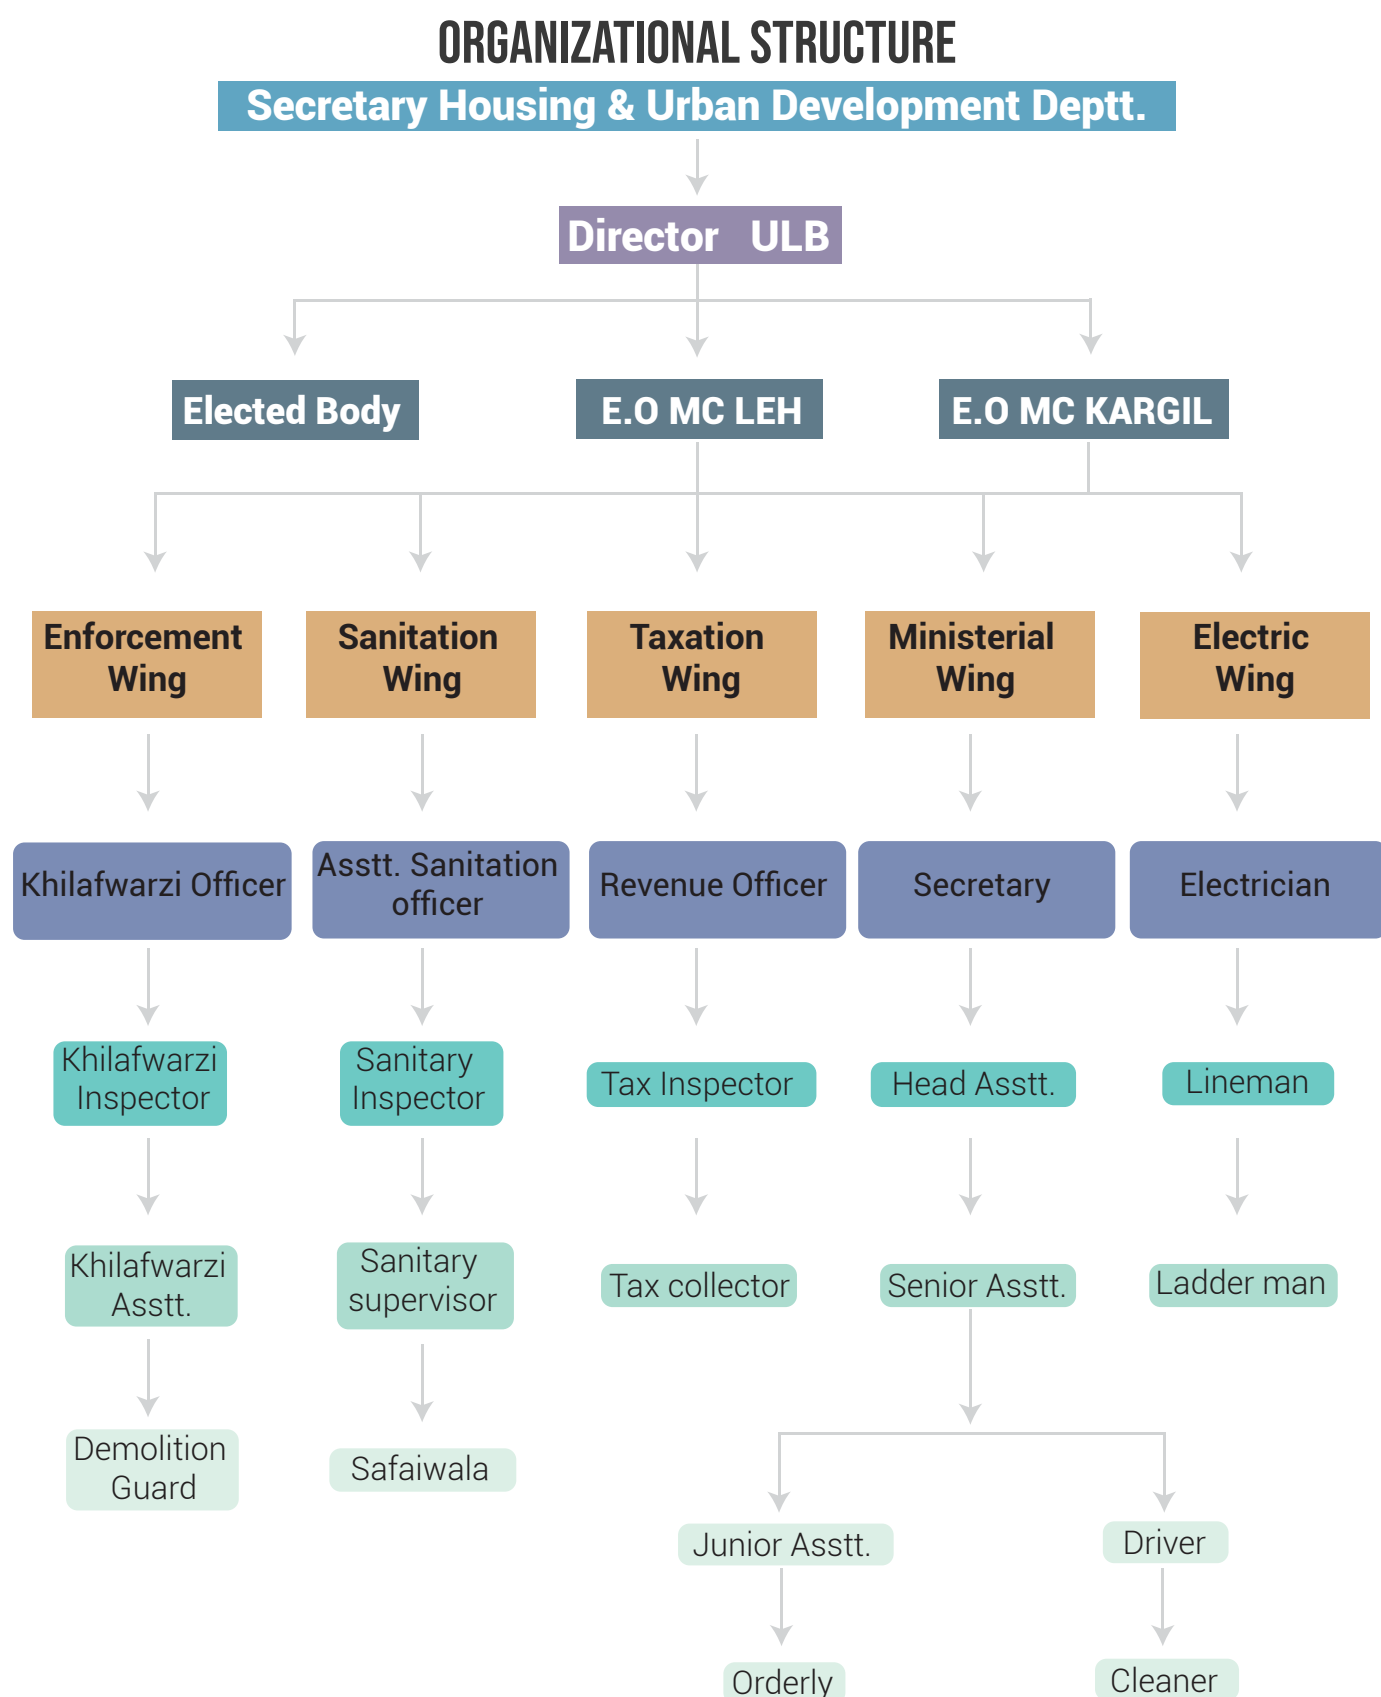 ORGANIZATIONAL STRUCTURE
Secretary Housing & Urban Development Deptt.
Director ULB
Elected Body
E.O MC LEH
E.O MC KARGIL
Enforcement
Wing
Sanitation
Wing
Taxation
Wing
Ministerial
Wing
Electric
Wing
Khilafwarzi Officer
Asstt. Sanitation
officer
Revenue Officer
Secretary
Electrician
Khilafwarzi
Inspector
Sanitary
Inspector
Tax Inspector
Head Asstt.
Lineman
Khilafwarzi
Asstt.
Sanitary
supervisor
Tax collector
Senior Asstt.
Ladder man
Demolition
Guard
Safaiwala
Junior Asstt.
Driver
Orderly
Cleaner